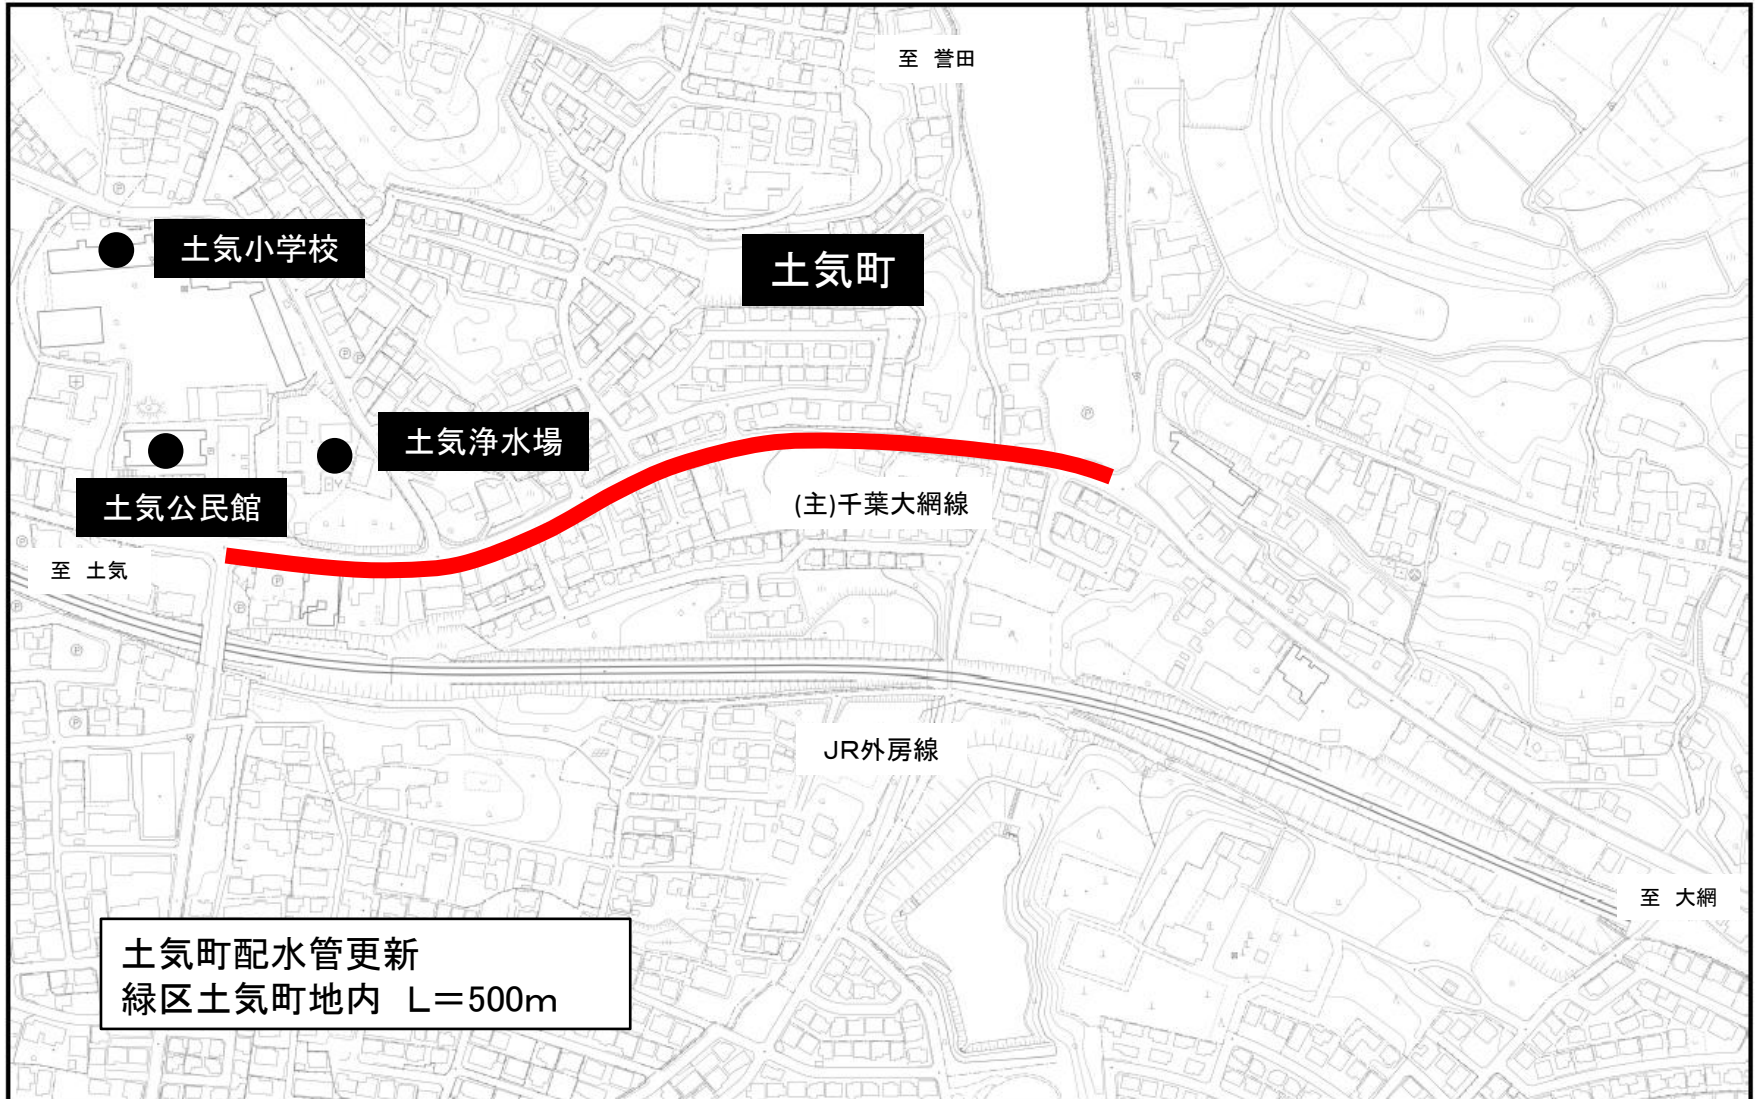 至 誉田
土気小学校
土気町
土気浄水場
土気公民館
(主)千葉大網線
至 土気
JR外房線
至 大網
土気町配水管更新
緑区土気町地内 L=500m